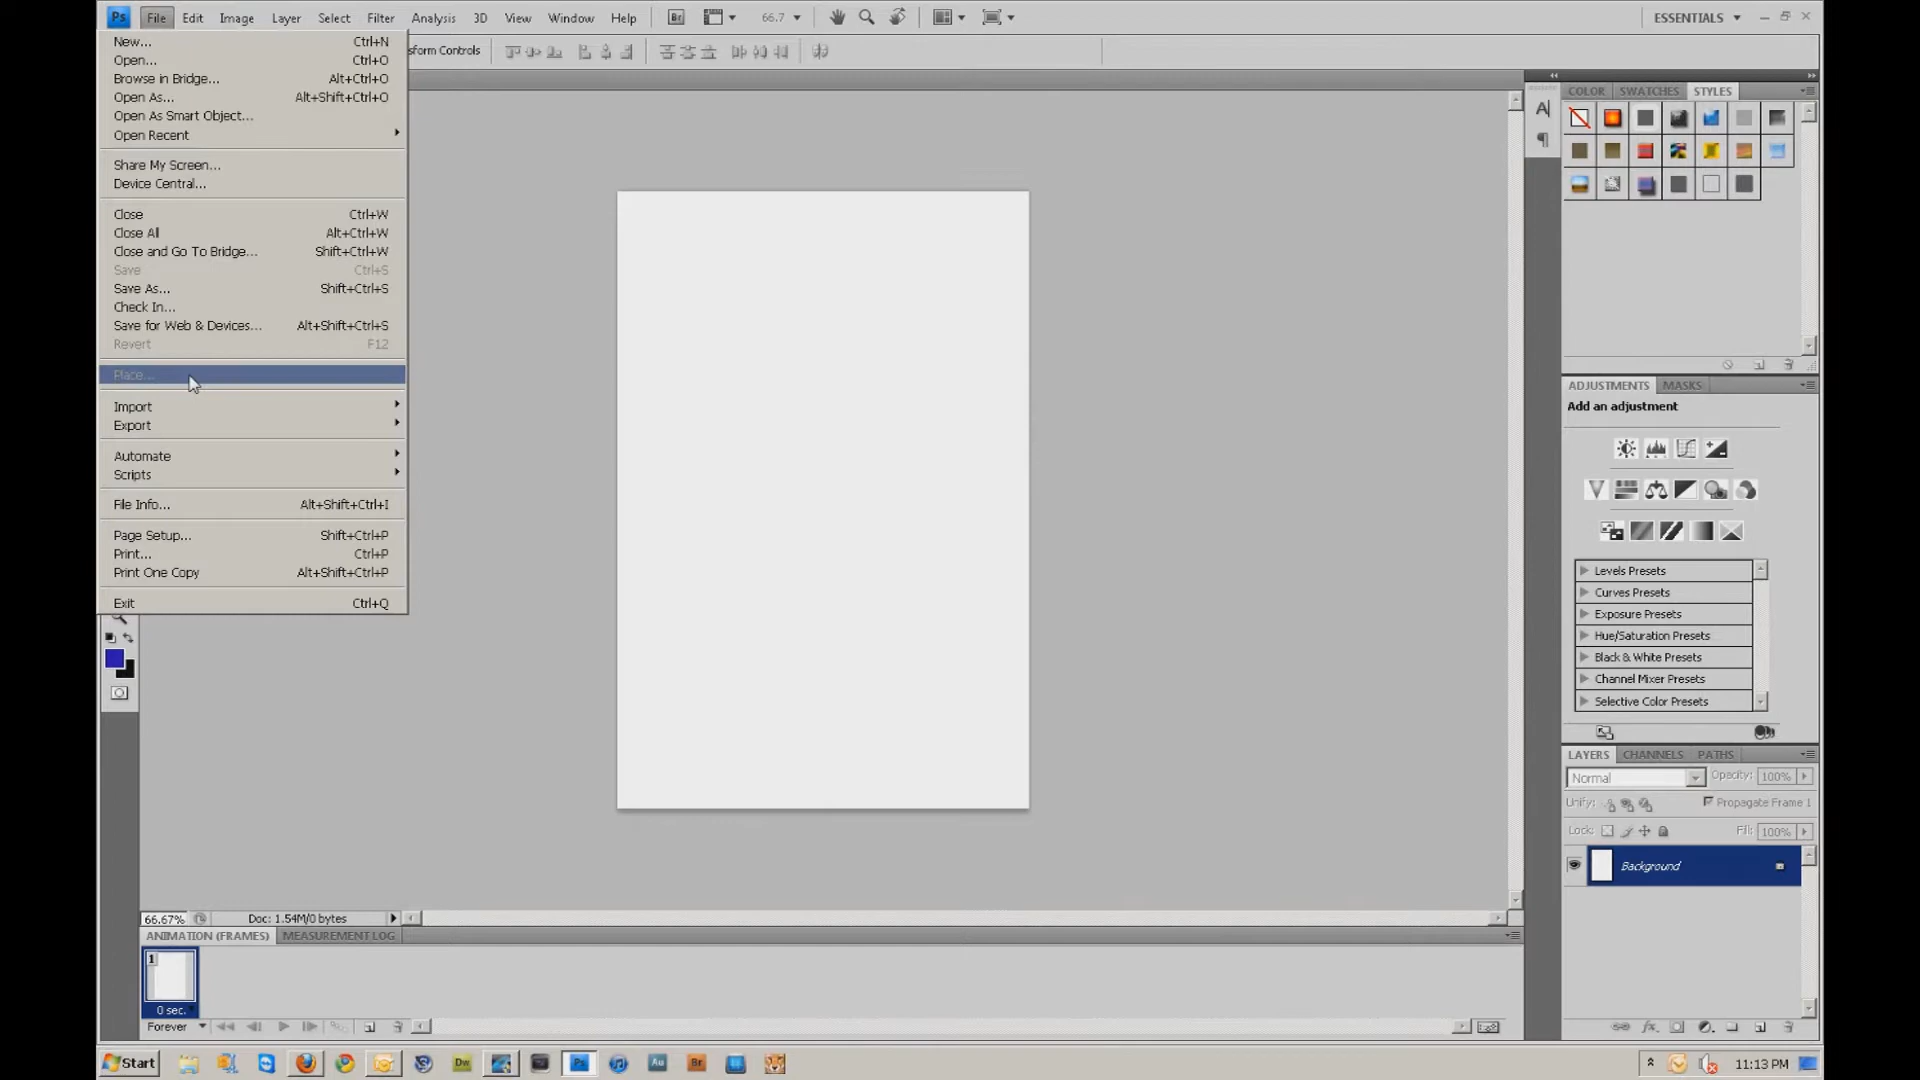 Ps File Edit Image Layer Select Filter Analysis 3D View Window Help Br 66.7 ESSENTIALS
New... Ctrl+N
Open... Ctrl+O
Browse in Bridge... Alt+Ctrl+O
Open As... Alt+Shift+Ctrl+O
Open As Smart Object...
Open Recent
Share My Screen...
Device Central...
Close Ctrl+W
Close All Alt+Ctrl+W
Close and Go To Bridge... Shift+Ctrl+W
Save Ctrl+S
Save As... Shift+Ctrl+S
Check In...
Save for Web & Devices... Alt+Shift+Ctrl+S
Revert F12
Place...
Import
Export
Automate
Scripts
File Info... Alt+Shift+Ctrl+I
Page Setup... Shift+Ctrl+P
Print... Ctrl+P
Print One Copy Alt+Shift+Ctrl+P
Exit Ctrl+Q
sform Controls
COLOR SWATCHES STYLES
ADJUSTMENTS MASKS
Add an adjustment
Levels Presets
Curves Presets
Exposure Presets
Hue/Saturation Presets
Black & White Presets
Channel Mixer Presets
Selective Color Presets
LAYERS CHANNELS PATHS
Normal Opacity: 100%
Unify: Propagate Frame 1
Lock: Fill: 100%
Background
66.67% Doc: 1.54M/0 bytes
ANIMATION (FRAMES) MEASUREMENT LOG
1
0 sec.
Forever
Start Dw Ps Au Br 11:13 PM